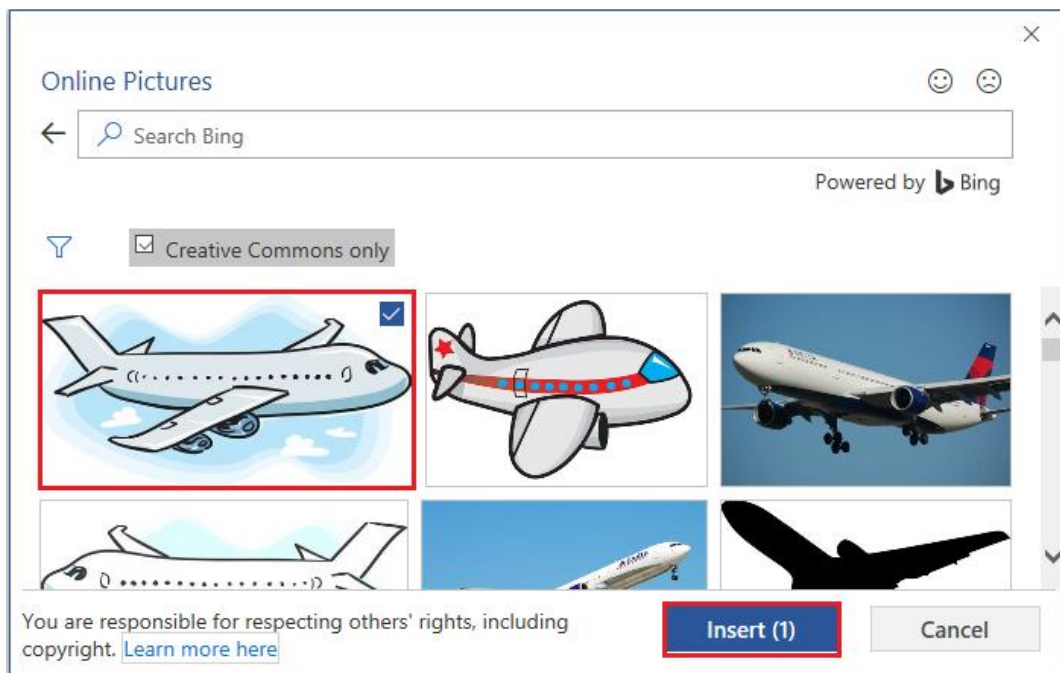 Online Pictures
Search Bing
Powered by Bing
Creative Commons only
You are responsible for respecting others' rights, including
copyright. Learn more here
Insert (1)
Cancel